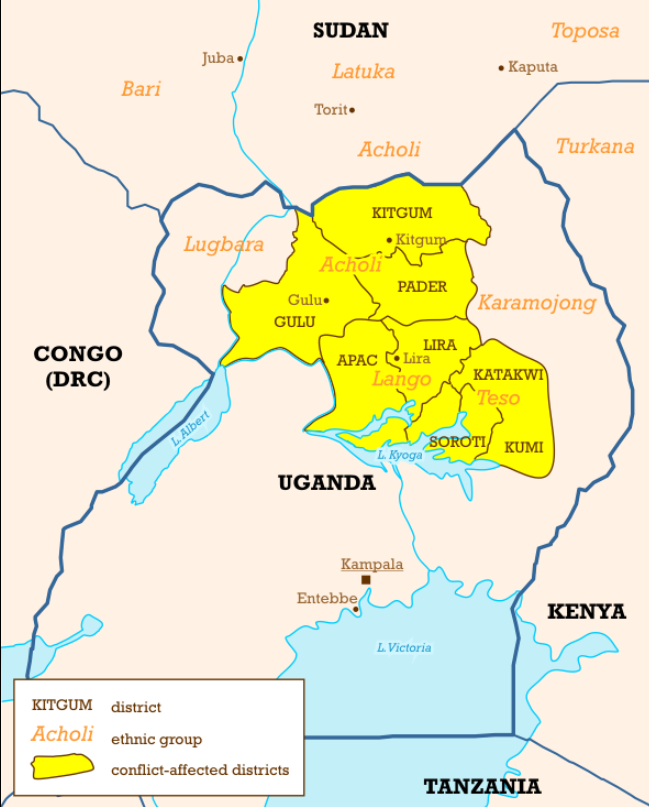 SUDAN
Toposa
Juba
Latuka
Kaputa
Bari
Torit
Acholi
Turkana
KITGUM
Kitgum
Lugbara
Acholi
PADER
Gulu
Karamojong
GULU
CONGO
(DRC)
APAC
LIRA
Lira
Lango
KATAKWI
Teso
L. Albert
SOROTI
KUMI
L. Kyoga
UGANDA
Kampala
Entebbe
KENYA
L. Victoria
KITGUM district
Acholi ethnic group
conflict-affected districts
TANZANIA